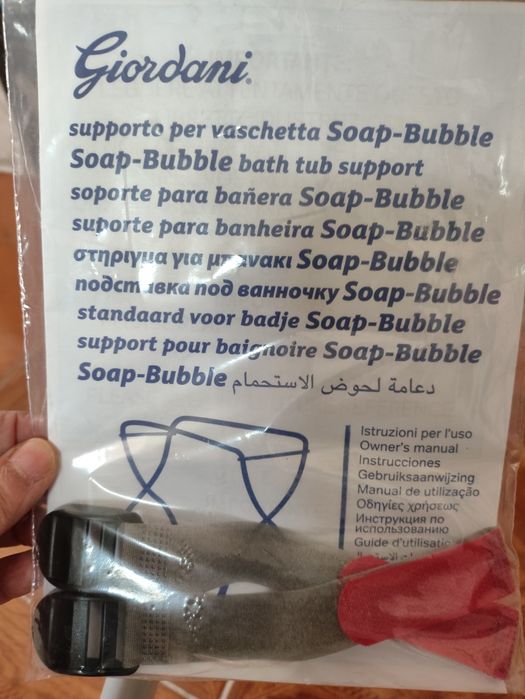 Giordani.
supporto per vaschetta Soap-Bubble
Soap-Bubble bath tub support
soporte para bañera Soap-Bubble
suporte para banheira Soap-Bubble
στηριγμα για μπανακι Soap-Bubble
подставка под ванночку Soap-Bubble
standaard voor badje Soap-Bubble
support pour baignoire Soap-Bubble
Soap-Bubble دعامة لحوض الاستحمام
Istruzioni per l'uso
Owner's manual
Instrucciones
Gebruiksaanwijzing
Manual de utilização
Οδηγίες χρήσεως
Инструкция по
использованию
Guide d'utilisatio